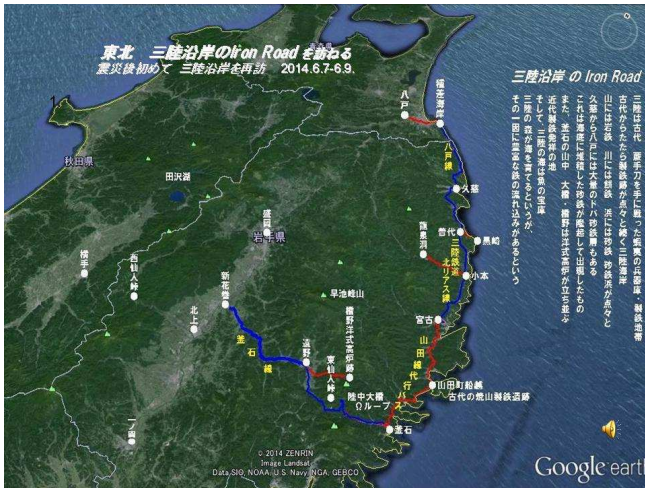 東北 三陸沿岸のIron Road を訪ねる
震災後初めて 三陸沿岸を再訪 2014.6.7-6.9.
三陸沿岸 の Iron Road
三陸は古代 蕨手刀を手に戦った蝦夷の兵器庫・製鉄地帯
古代からたたら製鉄跡が点々と続く三陸海岸
山には岩鉄 川には餅鉄 浜には砂鉄 砂鉄浜が点々と
久慈から八戸には大量のドバ砂鉄層もある
これは海底に堆積した砂鉄が隆起して出現したもの
また、釜石の山中 大橋・橋野は洋式高炉が立ち並ぶ
近代製鉄発祥の地
そして、三陸の海は魚の宝庫
三陸の 森が海を育てるというが、
その一因に豊富な鉄の流れ込みがあるという
八戸
種差海岸
八戸線
久慈
普代
黒崎
三陸鉄道
北リアス線
龍泉洞
小本
宮古
山田線代行バス
山田町船越
古代の焼山製鉄遺跡
釜石
陸中大橋
Ωループ
東仙人峠
橋野洋式高炉跡
遠野
釜石線
新花巻
早池峰山
盛岡
岩手県
北上
一ノ関
西仙人峠
横手
田沢湖
秋田県
© 2014 ZENRIN
Image Landsat
Data SIO, NOAA, U.S. Navy, NGA, GEBCO
Google earth